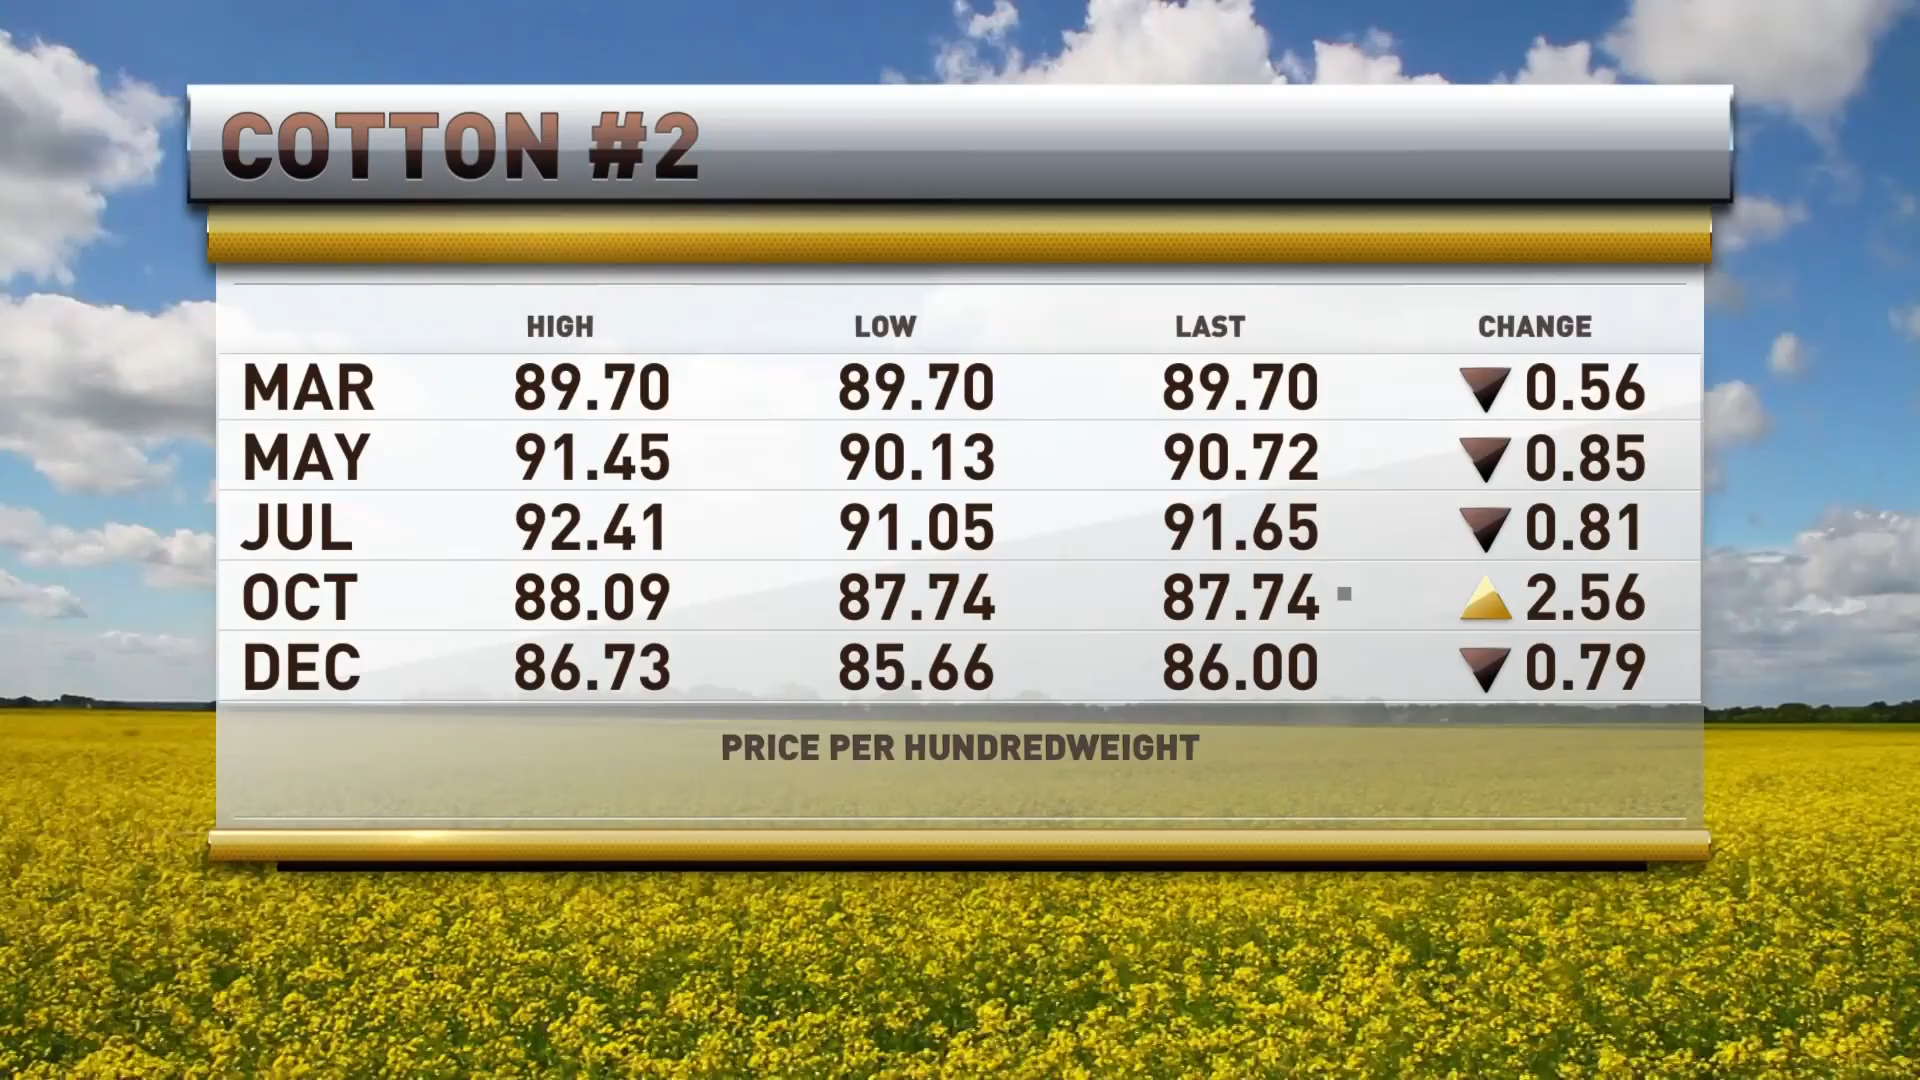 COTTON #2
HIGH LOW LAST CHANGE
MAR 89.70 89.70 89.70 ▼ 0.56
MAY 91.45 90.13 90.72 ▼ 0.85
JUL 92.41 91.05 91.65 ▼ 0.81
OCT 88.09 87.74 87.74 ▲ 2.56
DEC 86.73 85.66 86.00 ▼ 0.79
PRICE PER HUNDREDWEIGHT